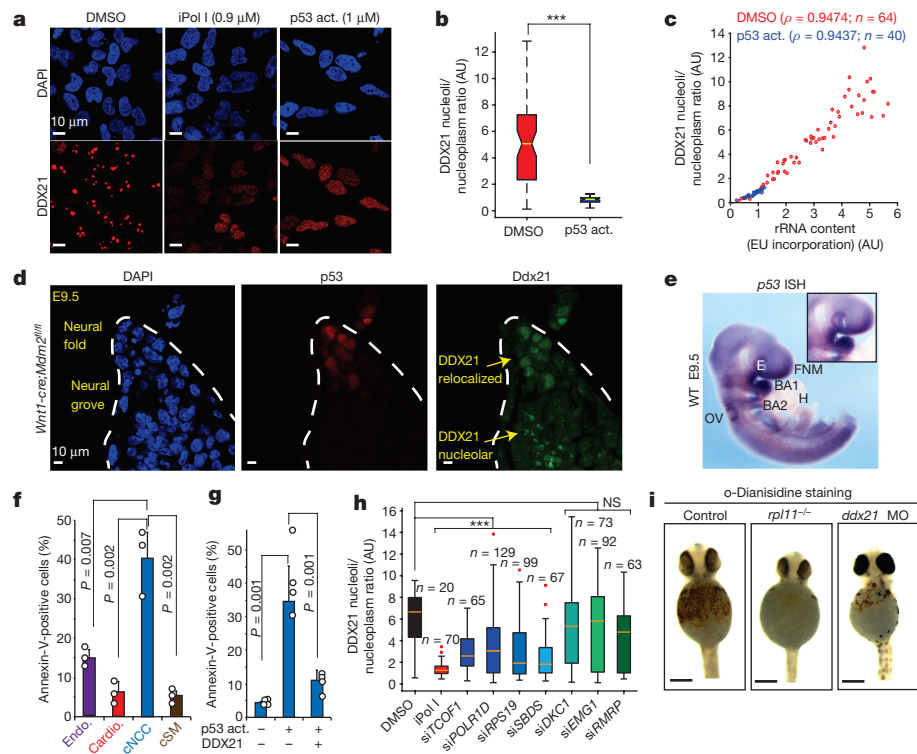 a
DMSO
iPol I (0.9 μM)
p53 act. (1 μM)
DAPI
10 μm
DDX21
b
***
DDX21 nucleoli/
nucleoplasm ratio (AU)
14
12
10
8
6
4
2
0
DMSO
p53 act.
c
DMSO (ρ = 0.9474; n = 64)
p53 act. (ρ = 0.9437; n = 40)
DDX21 nucleoli/
nucleoplasm ratio (AU)
14
12
10
8
6
4
2
0
0 1 2 3 4 5 6
rRNA content
(EU incorporation) (AU)
d
DAPI
p53
Ddx21
Wnt1-cre;Mdm2fl/fl
E9.5
Neural
fold
Neural
grove
10 μm
DDX21
relocalized
DDX21
nucleolar
e
p53 ISH
WT E9.5
E
FNM
BA1
H
BA2
OV
f
Annexin-V-positive cells (%)
50
40
30
20
10
0
P = 0.007
P = 0.002
P = 0.002
Endo.
Cardio.
cNCC
cSM
g
Annexin-V-positive cells (%)
60
50
40
30
20
10
0
P = 0.001
P = 0.001
p53 act. – + +
DDX21 – – +
h
DDX21 nucleoli/
nucleoplasm ratio (AU)
16
14
12
10
8
6
4
2
0
***
NS
n = 20
n = 70
n = 65
n = 129
n = 99
n = 67
n = 73
n = 92
n = 63
DMSO
iPol I
siTCOF1
siPOLR1D
siRPS19
siSBDS
siDKC1
siEMG1
siRMRP
i
o-Dianisidine staining
Control
rpl11–/–
ddx21 MO